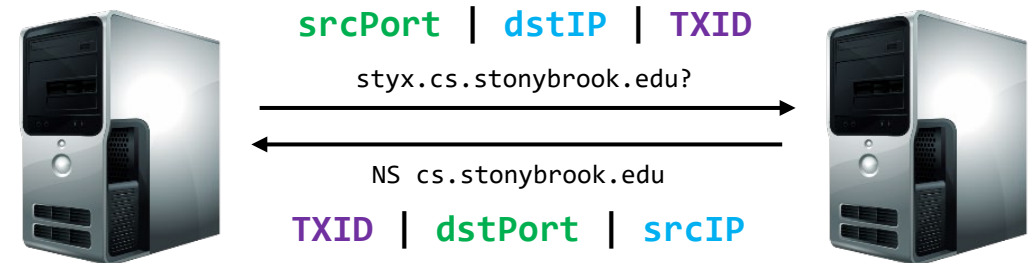 srcPort | dstIP | TXID
styx.cs.stonybrook.edu?
NS cs.stonybrook.edu
TXID | dstPort | srcIP